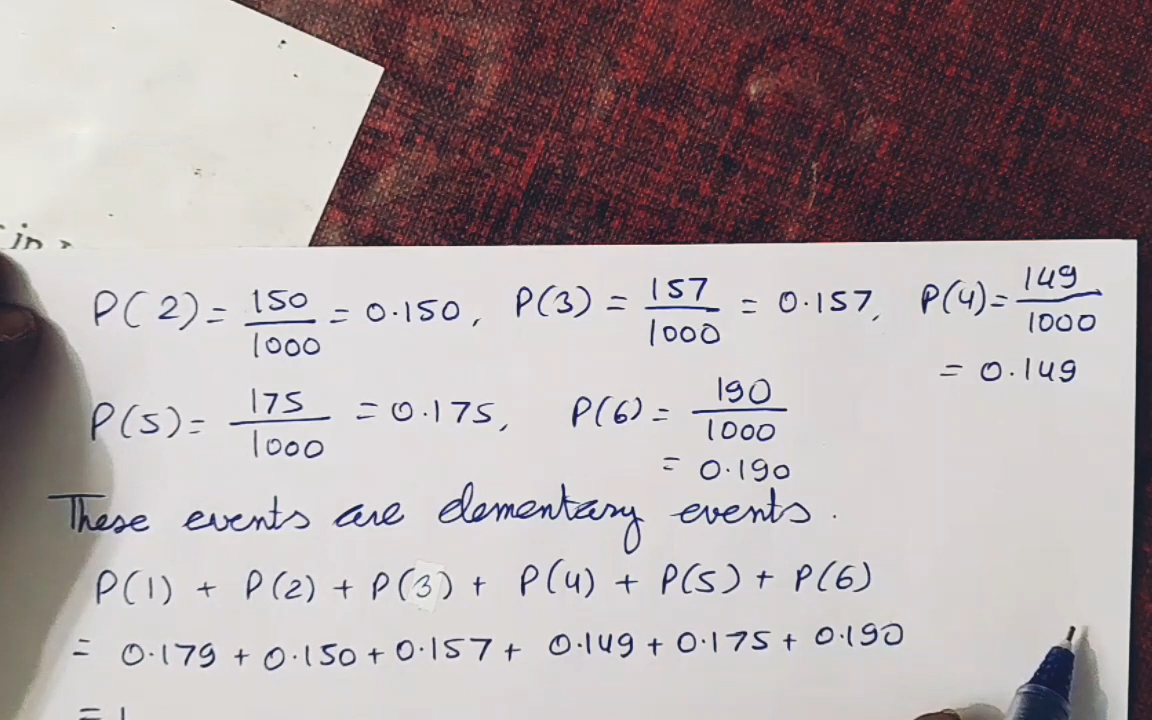 in
P(2) = 150/1000 = 0.150, P(3) = 157/1000 = 0.157, P(4) = 149/1000
= 0.149
P(5) = 175/1000 = 0.175, P(6) = 190/1000
= 0.190
These events are elementary events.
P(1) + P(2) + P(3) + P(4) + P(5) + P(6)
= 0.179 + 0.150 + 0.157 + 0.149 + 0.175 + 0.190
= 1